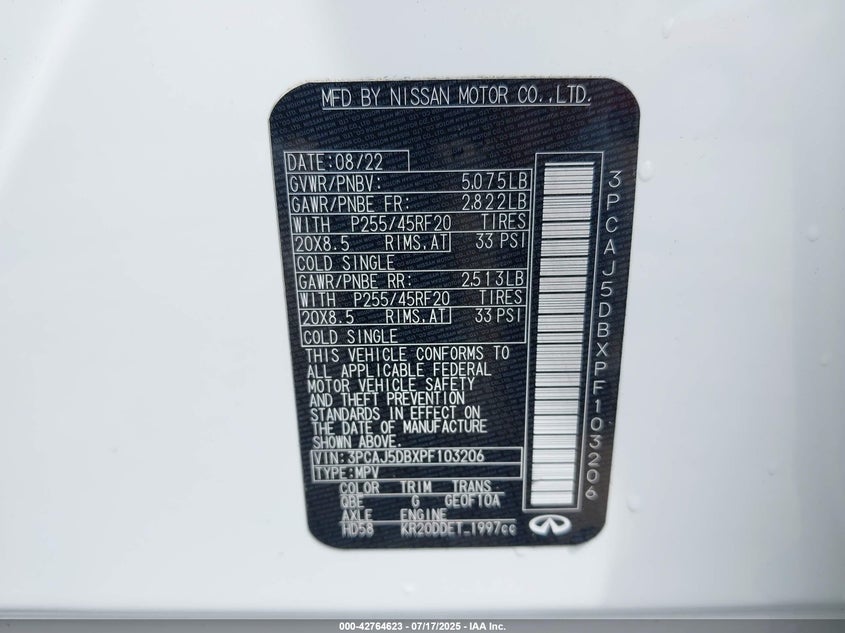 MFD BY NISSAN MOTOR CO.,LTD.
DATE:08/22
GVWR/PNBV: 5,075LB
GAWR/PNBE FR: 2,822LB
WITH P255/45RF20 TIRES
20X8.5 RIMS,AT 33 PSI
COLD SINGLE
GAWR/PNBE RR: 2,513LB
WITH P255/45RF20 TIRES
20X8.5 RIMS,AT 33 PSI
COLD SINGLE
THIS VEHICLE CONFORMS TO
ALL APPLICABLE FEDERAL
MOTOR VEHICLE SAFETY
AND THEFT PREVENTION
STANDARDS IN EFFECT ON
THE DATE OF MANUFACTURE
SHOWN ABOVE.
VIN:3PCAJ5DBXPF103206
TYPE:MPV
COLOR TRIM TRANS
QBE G GE0F10A
AXLE ENGINE
HD58 KR20DDET 1997cc
3PCAJ5DBXPF103206
000-42764623 / 07/17/2025 - IAA Inc.